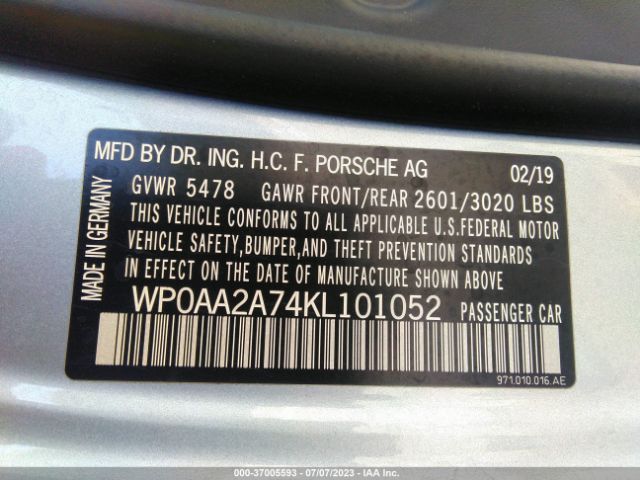 MFD BY DR. ING. H.C. F. PORSCHE AG 02/19
GVWR 5478 GAWR FRONT/REAR 2601/3020 LBS
THIS VEHICLE CONFORMS TO ALL APPLICABLE U.S.FEDERAL MOTOR
VEHICLE SAFETY,BUMPER,AND THEFT PREVENTION STANDARDS
IN EFFECT ON THE DATE OF MANUFACTURE SHOWN ABOVE.
WP0AA2A74KL101052 PASSENGER CAR
971.010.016.AE
MADE IN GERMANY
000-37005593 - 07/07/2023 - IAA Inc.